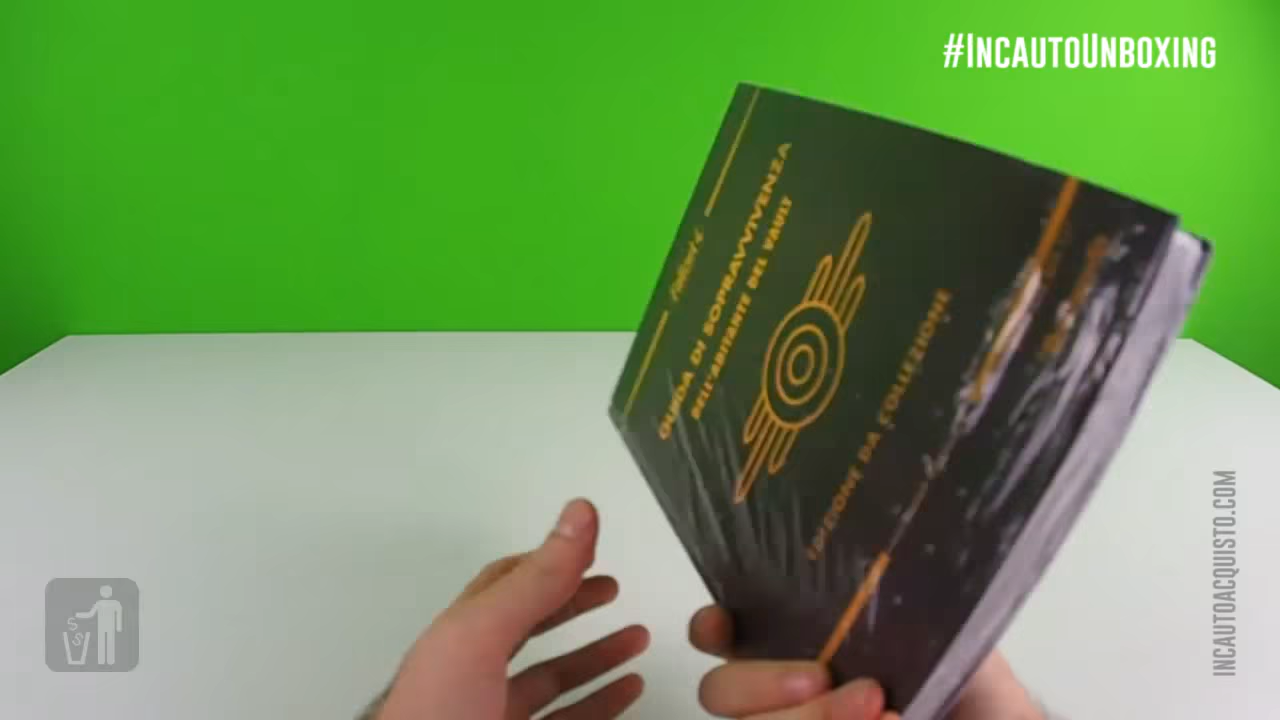 #INCAUTOUNBOXING
Fallout 4
GUIDA DI SOPRAVVIVENZA
DELL'ABITANTE DEL VAULT
EDIZIONE DA COLLEZIONE
INCAUTOACQUISTO.COM